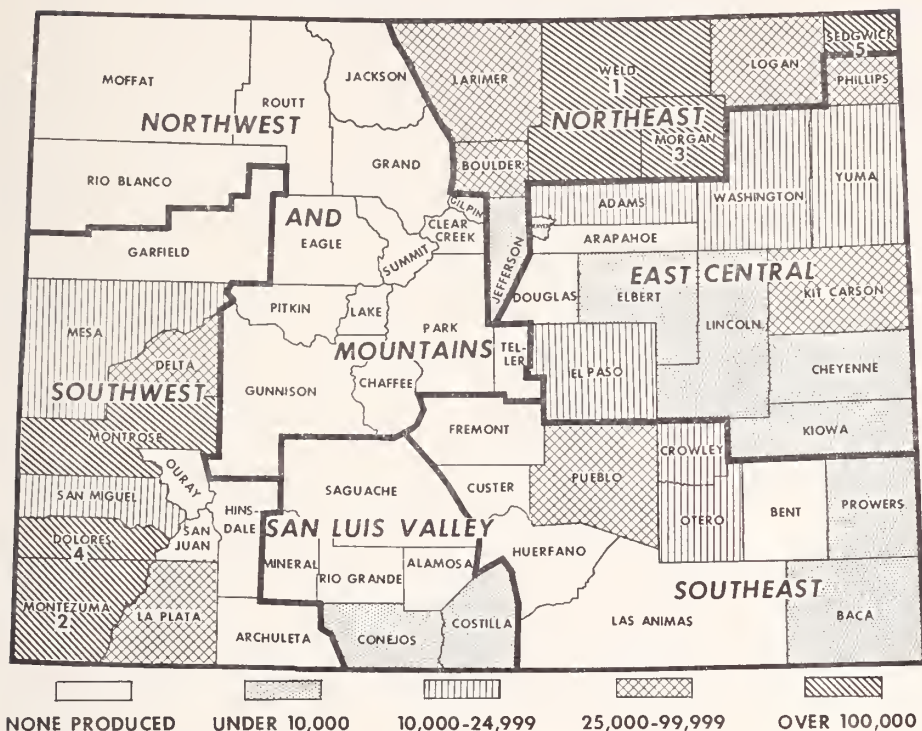 SEDGWICK
5
MOFFAT
JACKSON
LARIMER
WELD
1
LOGAN
PHILLIPS
ROUTT
NORTHWEST
NORTHEAST
MORGAN
3
GRAND
BOULDER
RIO BLANCO
WASHINGTON
YUMA
GILPIN
ADAMS
AND
EAGLE
CLEAR
CREEK
ARAPAHOE
GARFIELD
SUMMIT
JEFFERSON
EAST CENTRAL
DOUGLAS
ELBERT
KIT CARSON
PITKIN
LAKE
PARK
LINCOLN
MESA
MOUNTAINS
TEL-
LER
DELTA
EL PASO
CHEYENNE
SOUTHWEST
GUNNISON
CHAFFEE
MONTROSE
FREMONT
KIOWA
CROWLEY
OURAY
SAGUACHE
PUEBLO
SAN MIGUEL
CUSTER
BENT
PROWERS
HINS-
DALE
SAN
JUAN
OTERO
DOLORES
4
SAN LUIS VALLEY
HUERFANO
MINERAL
RIO GRANDE
ALAMOSA
SOUTHEAST
MONTEZUMA
2
LA PLATA
COSTILLA
LAS ANIMAS
BACA
ARCHULETA
CONEJOS
NONE PRODUCED UNDER 10,000 10,000-24,999 25,000-99,999 OVER 100,000